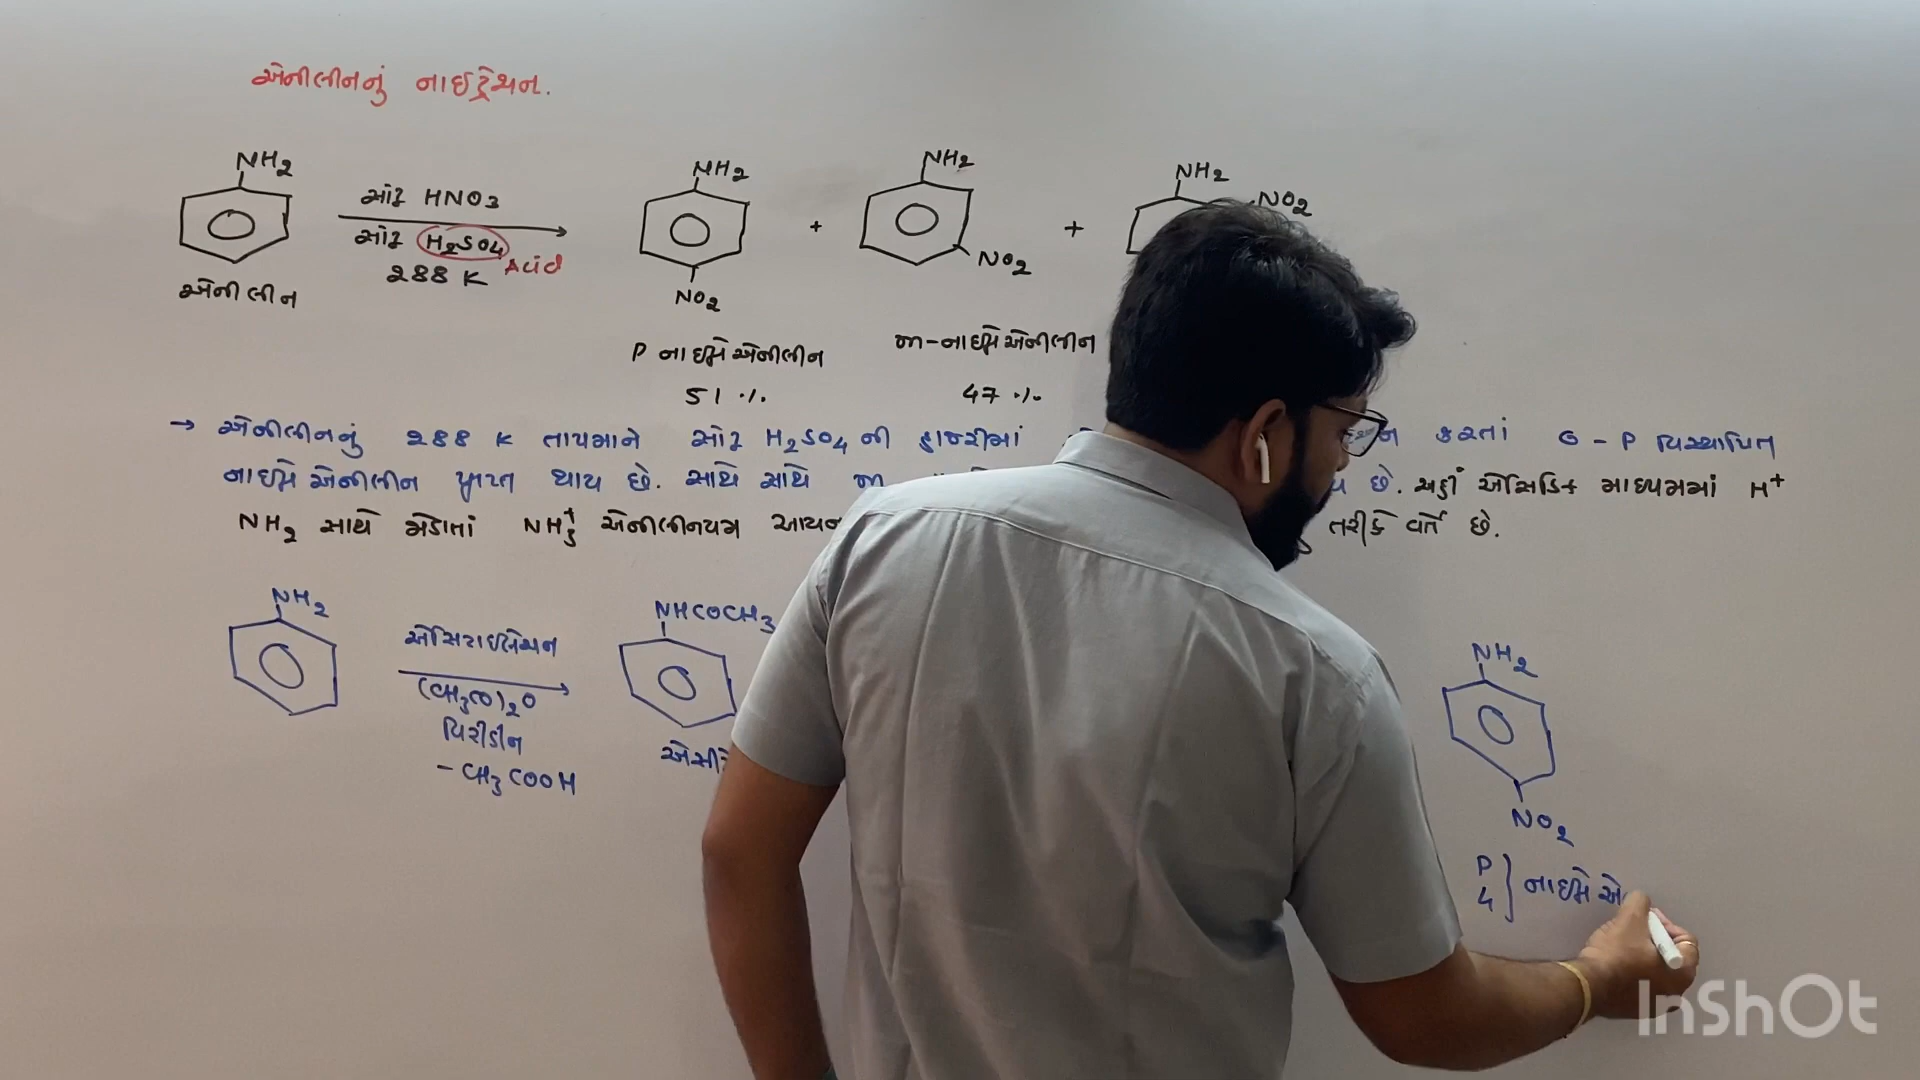 એનીલીનનું નાઇટ્રેશન.
NH2
NH2
NH2
NH2
સાંદ્ર HNO3
સાંદ્ર H2SO4
Acid
288 K
એનીલીન
+
NO2
+
NO2
NO2
P નાઇટ્રોએનીલીન
m-નાઇટ્રોએનીલીન
51 %
47 %
→ એનીલીનનું 288 K તાપમાને સાંદ્ર H2SO4 ની હાજરીમાં કરતાં O - P વિસ્થાપિત
નાઇટ્રોએનીલીન પ્રાપ્ત થાય છે. સાથે સાથે m છે. અહીં એસિડિક માધ્યમમાં H+
NH2 સાથે જોડાતાં NH3+ એનીલીનિયમ આયન તરીકે વર્તે છે.
NH2
એસિટાઇલેશન
(CH3CO)2O
પિરીડીન
- CH3COOH
NHCOCH3
NH2
NO2
P
4
નાઇટ્રો
InShOt